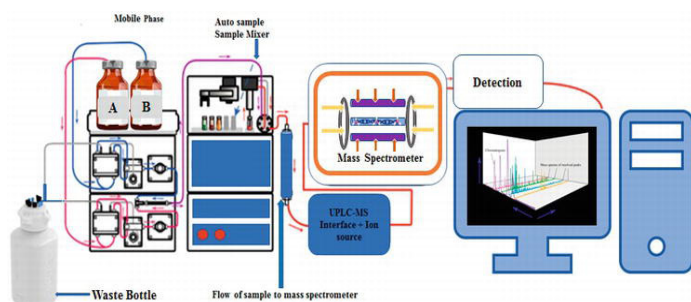 Mobile Phase
Auto sample
Sample Mixer
A
B
Detection
Mass Spectrometer
UPLC-MS
Interface + Ion
source
Waste Bottle
Flow of sample to mass spectrometer